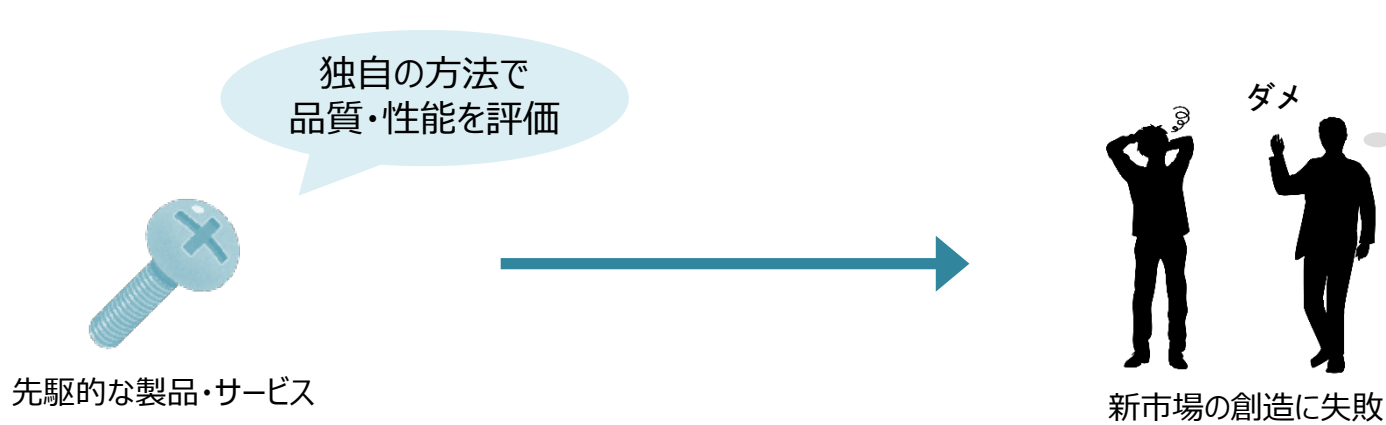 独自の方法で
品質・性能を評価
ダメ
先駆的な製品・サービス
新市場の創造に失敗